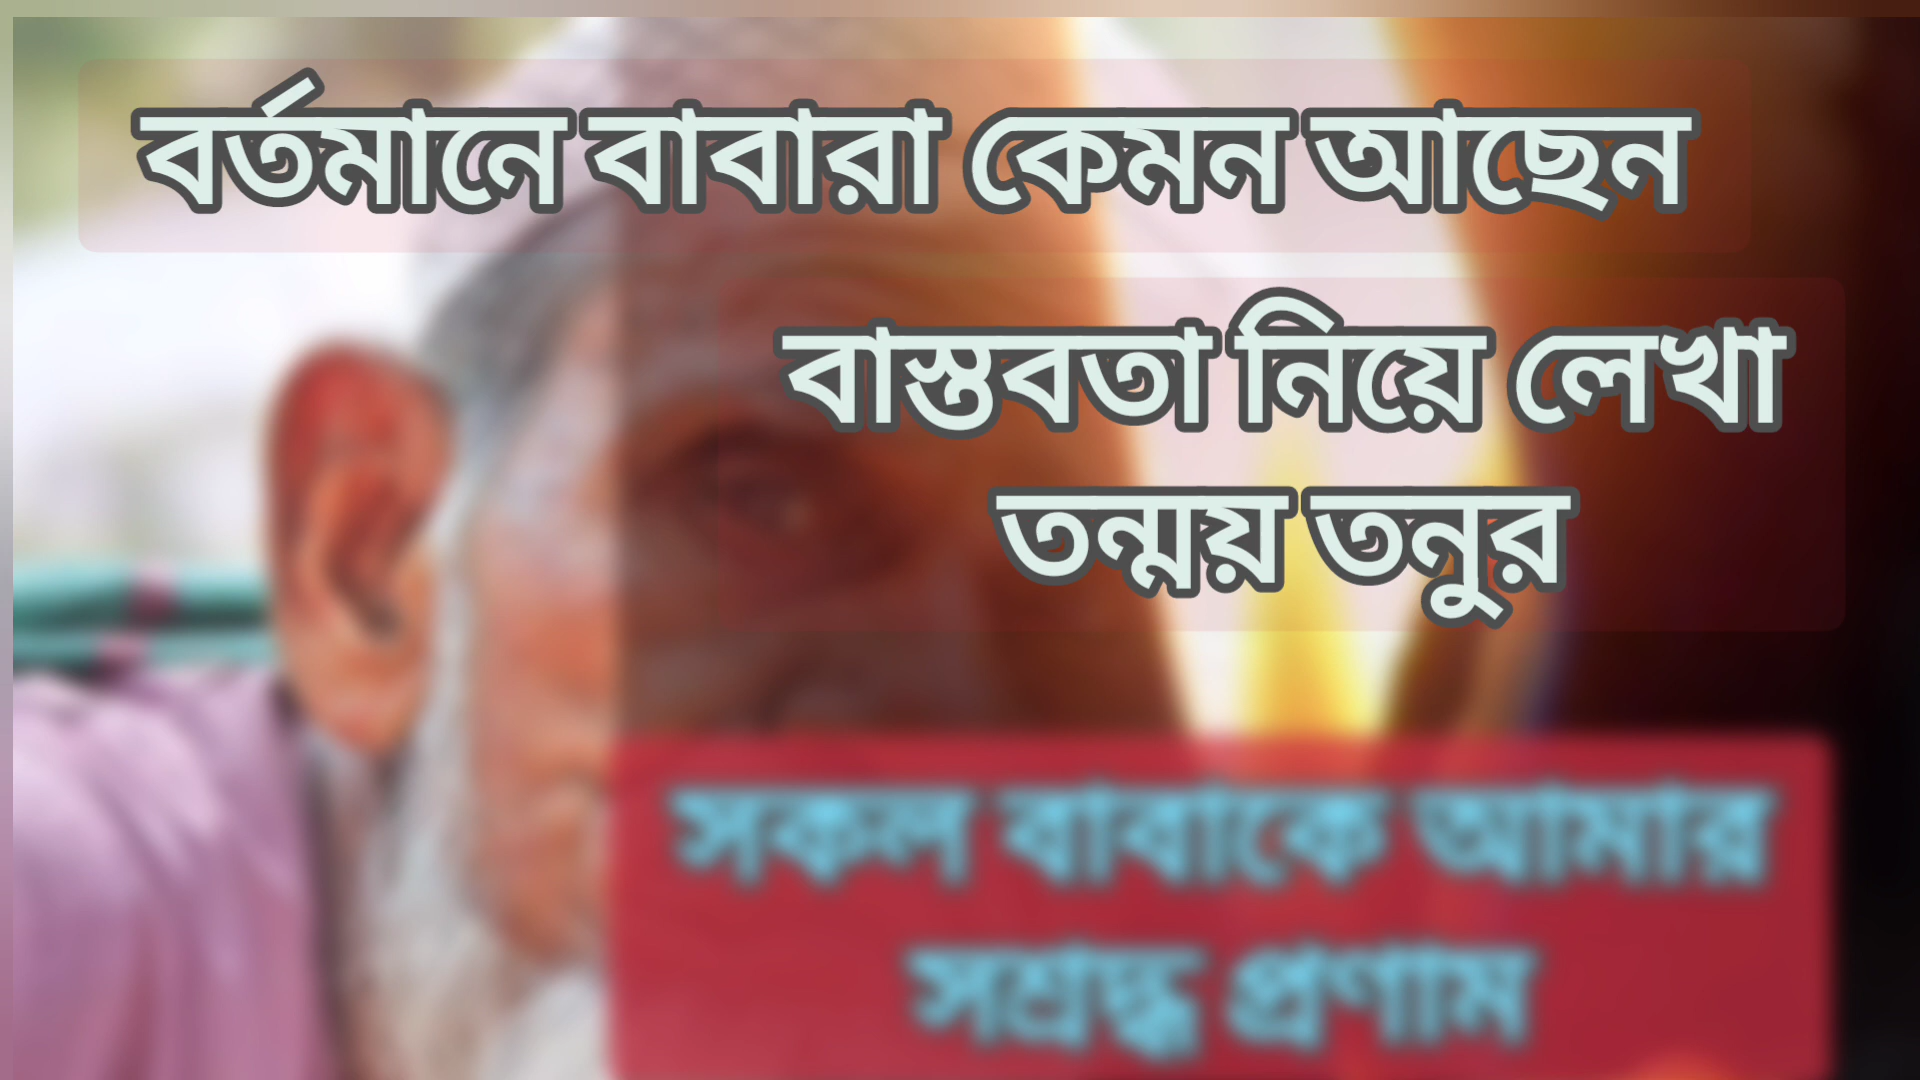 বর্তমানে বাবারা কেমন আছেন
বাস্তবতা নিয়ে লেখা
তন্ময় তনুর
সকল বাবাকে আমার
সশ্রদ্ধ প্রণাম